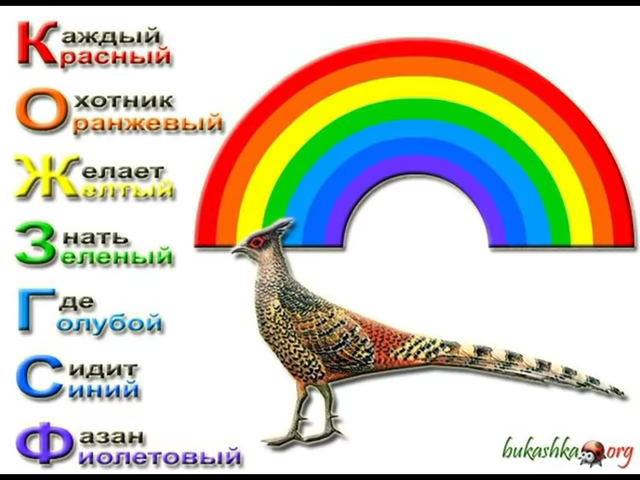 Каждый
Красный
Охотник
Оранжевый
Желает
Желтый
Знать
Зеленый
Где
Голубой
Сидит
Синий
Фазан
Фиолетовый
bukashka.org